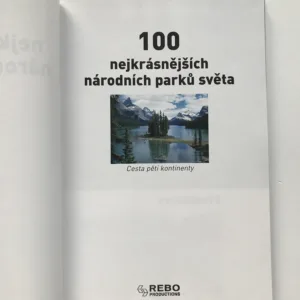 100
nejkrásnějších
národních parků světa
Cesta pěti kontinenty
REBO
PRODUCTIONS